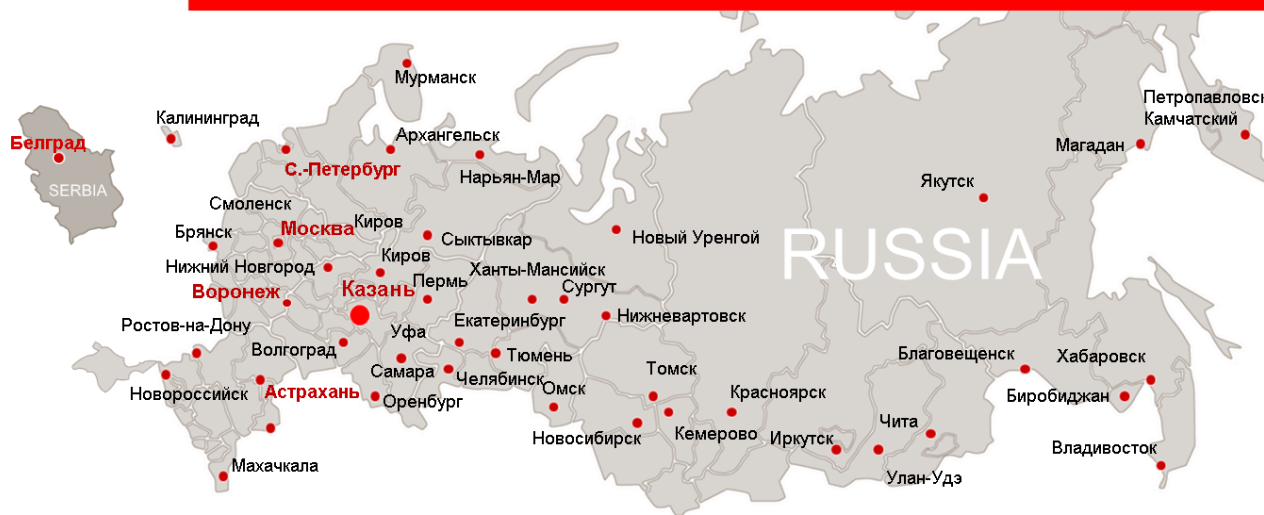 Мурманск
Петропавловск
Камчатский
Калининград
Архангельск
Магадан
Белград
С.-Петербург
Нарьян-Мар
Якутск
SERBIA
Смоленск
Киров
Москва
Брянск
Сыктывкар
Новый Уренгой
RUSSIA
Киров
Нижний Новгород
Ханты-Мансийск
Пермь
Сургут
Воронеж
Казань
Нижневартовск
Екатеринбург
Ростов-на-Дону
Уфа
Волгоград
Тюмень
Благовещенск
Хабаровск
Самара
Челябинск
Томск
Новороссийск
Астрахань
Оренбург
Омск
Красноярск
Биробиджан
Чита
Новосибирск
Кемерово
Иркутск
Владивосток
Махачкала
Улан-Удэ